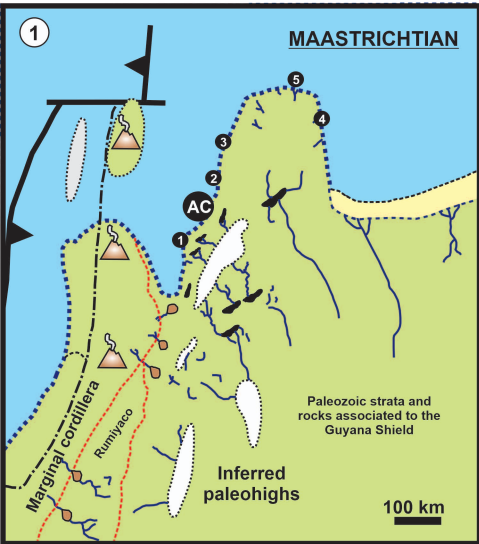 1
MAASTRICHTIAN
5
4
3
2
AC
1
Marginal cordillera
Rumiyaco
Paleozoic strata and
rocks associated to the
Guyana Shield
Inferred
paleohighs
100 km